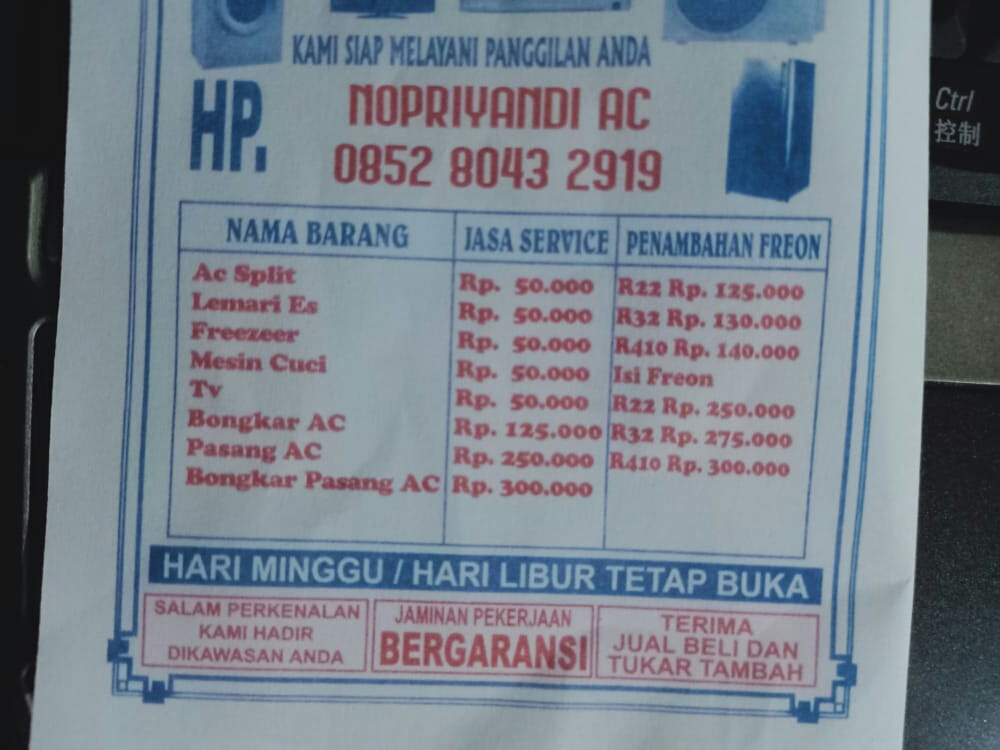 KAMI SIAP MELAYANI PANGGILAN ANDA
HP.
NOPRIYANDI AC
0852 8043 2919
NAMA BARANG JASA SERVICE PENAMBAHAN FREON
Ac Split Rp. 50.000 R22 Rp. 125.000
Lemari Es Rp. 50.000 R32 Rp. 130.000
Freezeer Rp. 50.000 R410 Rp. 140.000
Mesin Cuci Rp. 50.000 Isi Freon
Tv Rp. 50.000 R22 Rp. 250.000
Bongkar AC Rp. 125.000 R32 Rp. 275.000
Pasang AC Rp. 250.000 R410 Rp. 300.000
Bongkar Pasang AC Rp. 300.000
HARI MINGGU / HARI LIBUR TETAP BUKA
SALAM PERKENALAN
KAMI HADIR
DIKAWASAN ANDA
JAMINAN PEKERJAAN
BERGARANSI
TERIMA
JUAL BELI DAN
TUKAR TAMBAH
Ctrl
控制